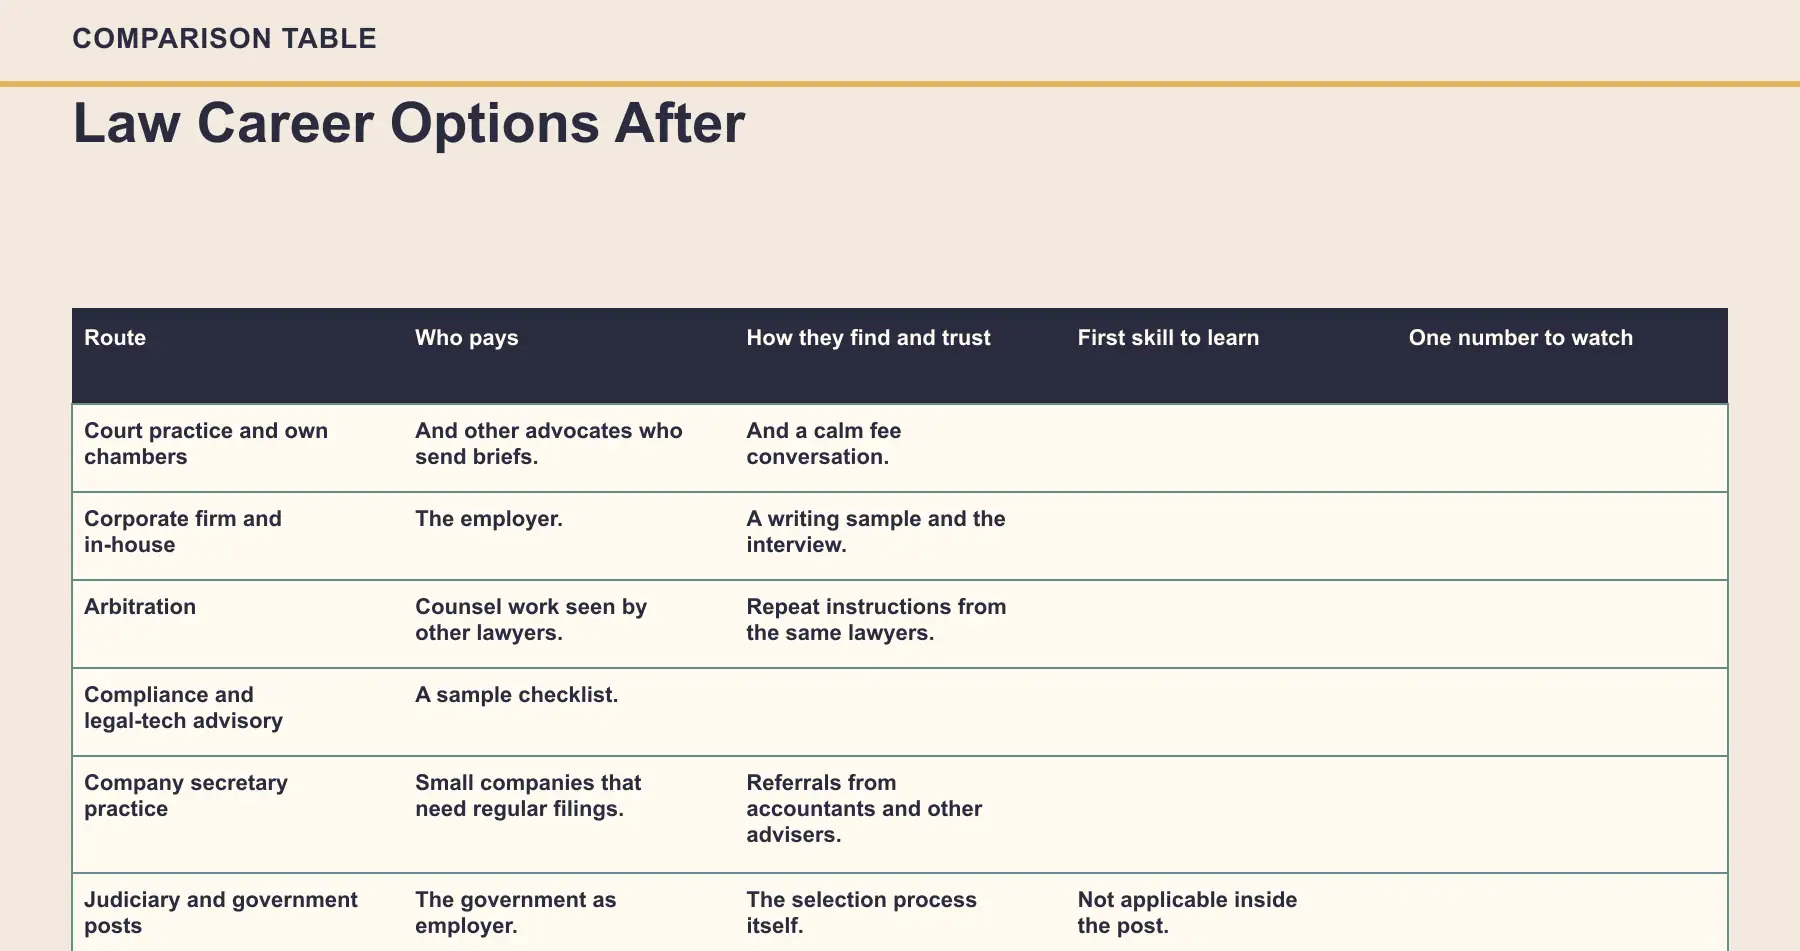 COMPARISON TABLE
Law Career Options After
Route
Who pays
How they find and trust
First skill to learn
One number to watch
Court practice and own
chambers
And other advocates who
send briefs.
And a calm fee
conversation.
Corporate firm and
in-house
The employer.
A writing sample and the
interview.
Arbitration
Counsel work seen by
other lawyers.
Repeat instructions from
the same lawyers.
Compliance and
legal-tech advisory
A sample checklist.
Company secretary
practice
Small companies that
need regular filings.
Referrals from
accountants and other
advisers.
Judiciary and government
posts
The government as
employer.
The selection process
itself.
Not applicable inside
the post.